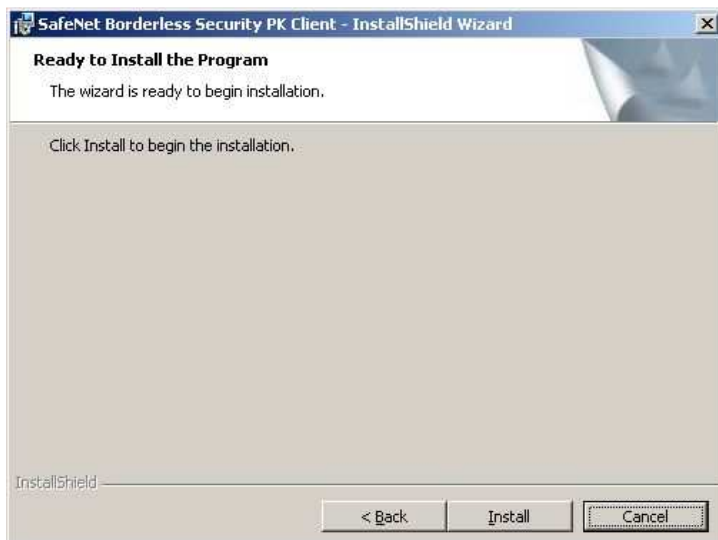 SafeNet Borderless Security PK Client - InstallShield Wizard
Ready to Install the Program
The wizard is ready to begin installation.
Click Install to begin the installation.
InstallShield
< Back
Install
Cancel